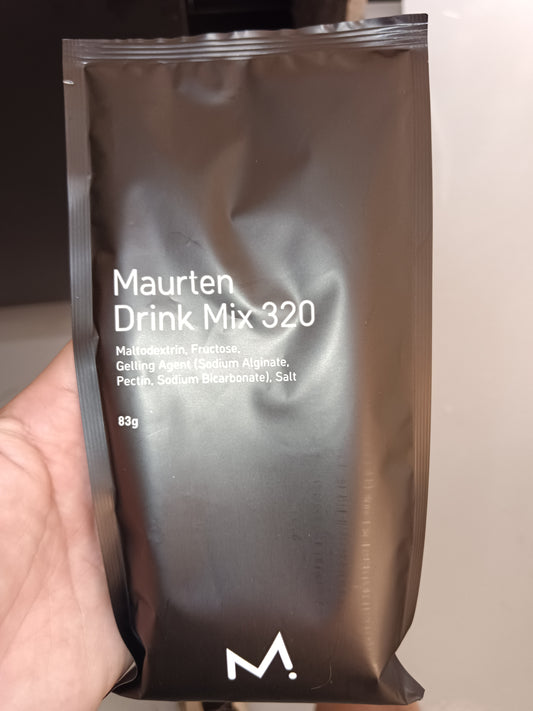 Maurten
Drink Mix 320
Maltodextrin, Fructose,
Gelling Agent (Sodium Alginate,
Pectin, Sodium Bicarbonate), Salt
83g
M.